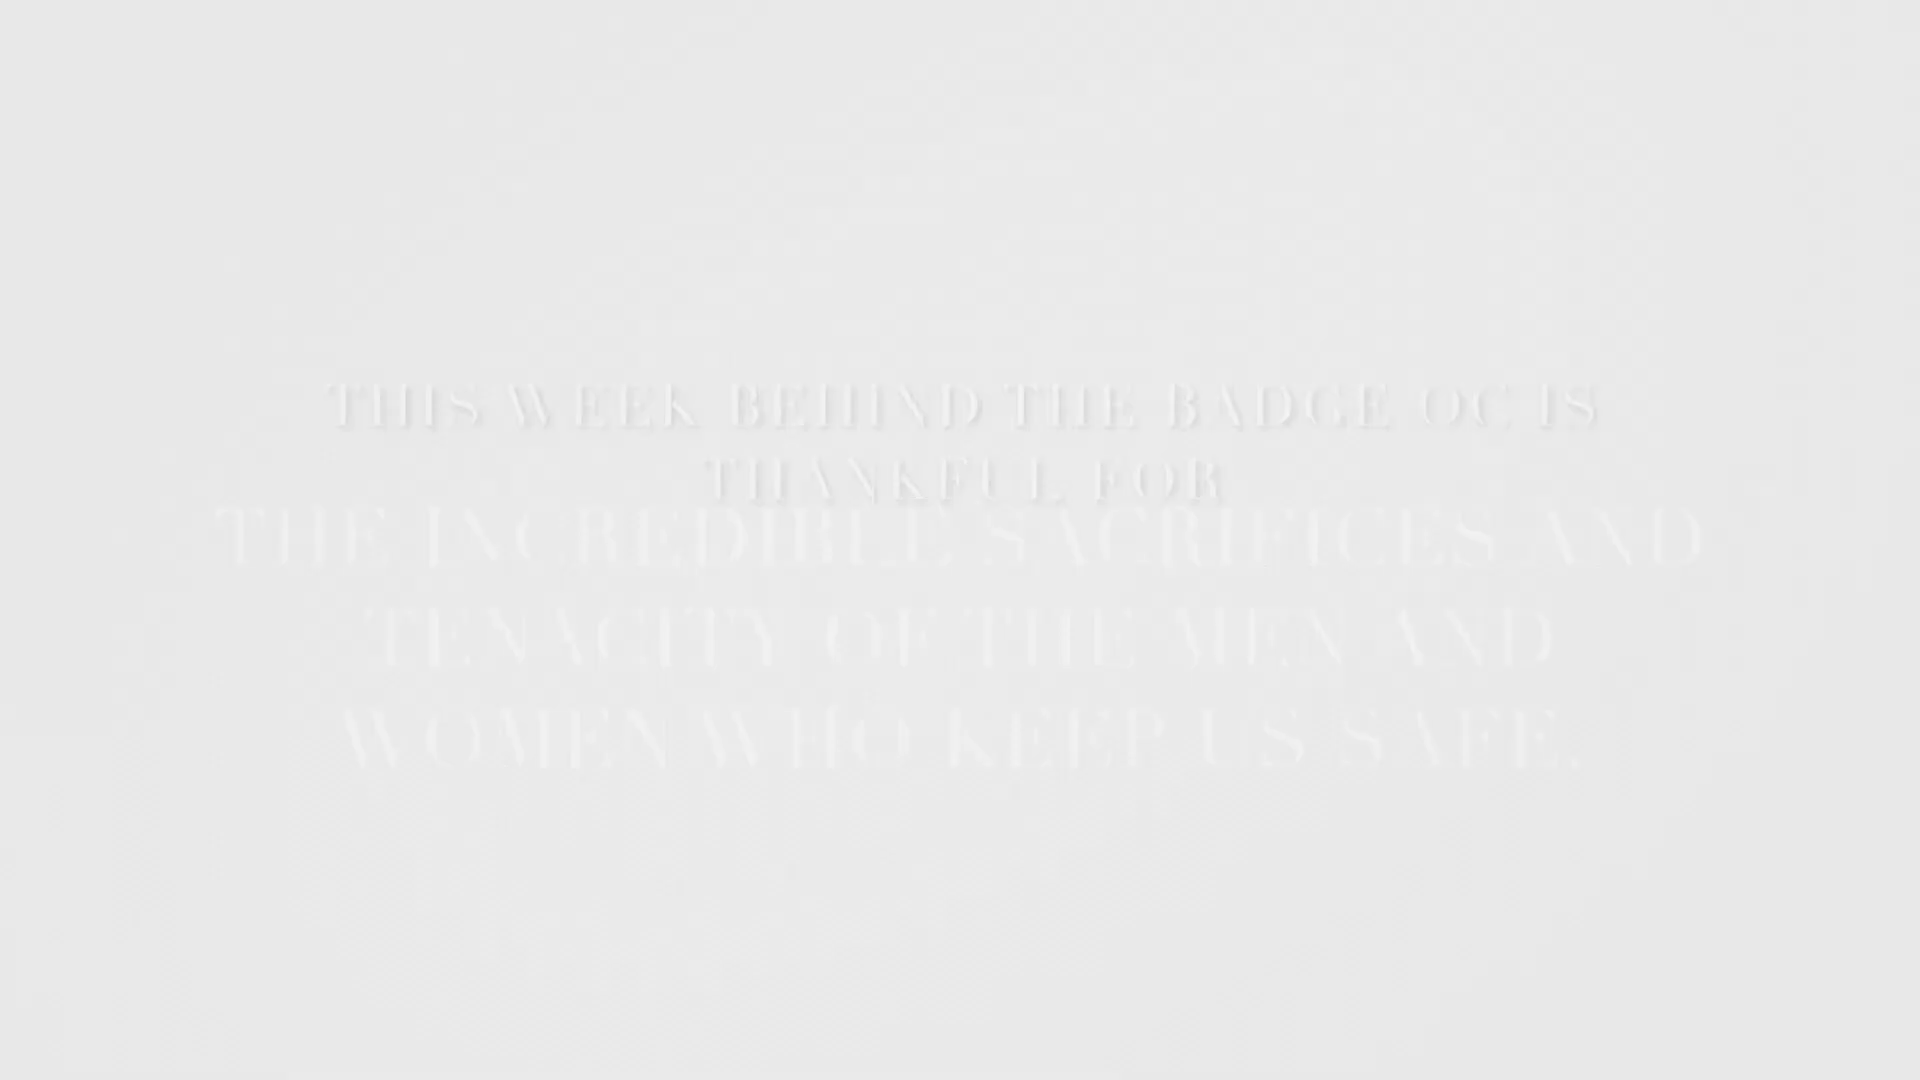 THIS WEEK BEHIND THE BADGE OC IS
THANKFUL FOR
THE INCREDIBLE SACRIFICES AND
TENACITY OF THE MEN AND
WOMEN WHO KEEP US SAFE.